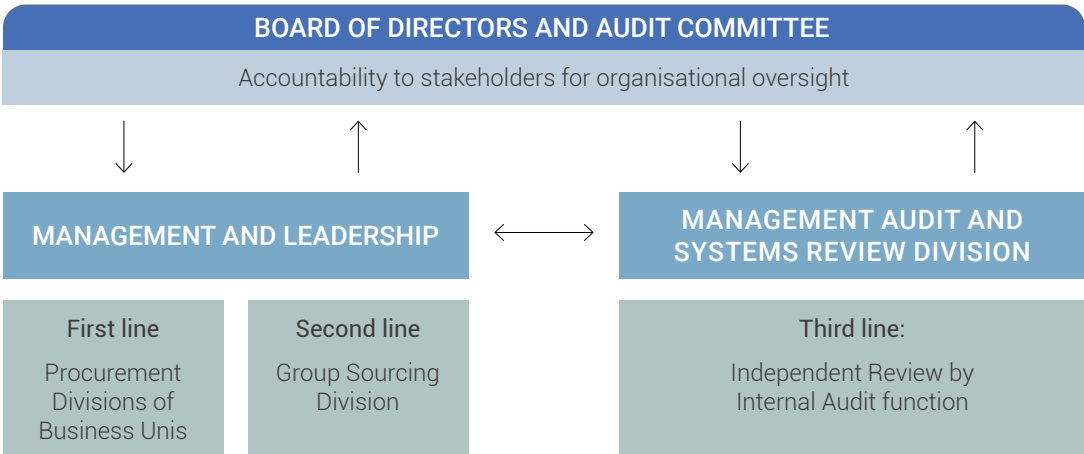 BOARD OF DIRECTORS AND AUDIT COMMITTEE
Accountability to stakeholders for organisational oversight
MANAGEMENT AND LEADERSHIP
MANAGEMENT AUDIT AND
SYSTEMS REVIEW DIVISION
First line
Procurement
Divisions of
Business Unis
Second line
Group Sourcing
Division
Third line:
Independent Review by
Internal Audit function